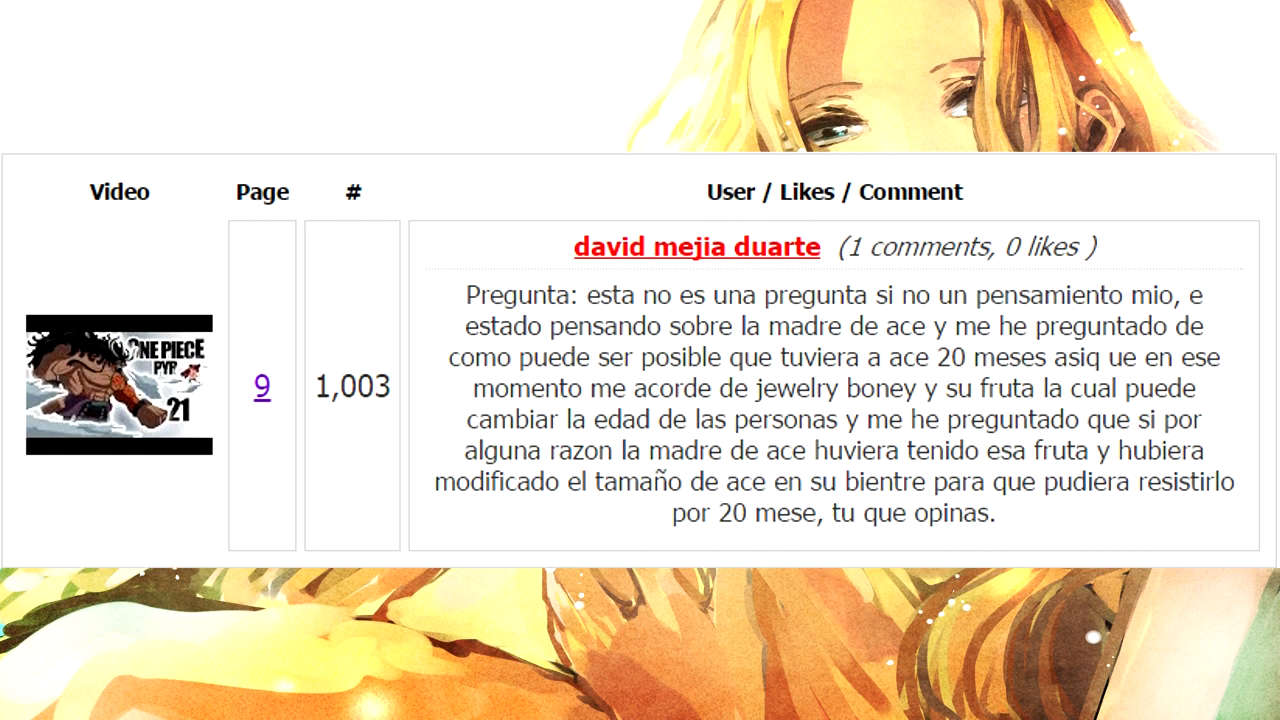 Video Page # User / Likes / Comment
david mejia duarte (1 comments, 0 likes )
Pregunta: esta no es una pregunta si no un pensamiento mio, e
estado pensando sobre la madre de ace y me he preguntado de
como puede ser posible que tuviera a ace 20 meses asiq ue en ese
momento me acorde de jewelry boney y su fruta la cual puede
cambiar la edad de las personas y me he preguntado que si por
alguna razon la madre de ace huviera tenido esa fruta y hubiera
modificado el tamaño de ace en su bientre para que pudiera resistirlo
por 20 mese, tu que opinas.
9 1,003
ONE PIECE
PYR
21